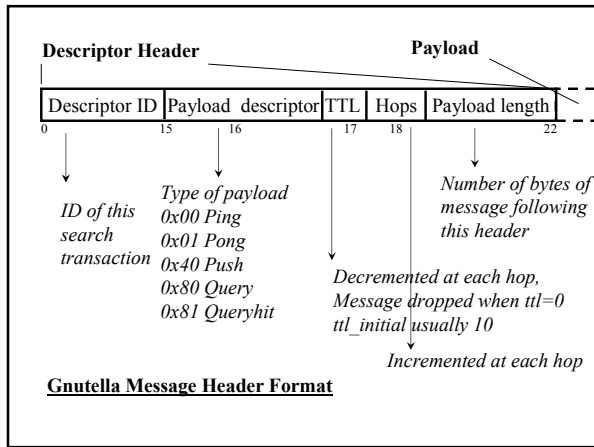 Descriptor Header
Payload
Descriptor ID Payload descriptor TTL Hops Payload length
0 15 16 17 18 22
ID of this
search
transaction
Type of payload
0x00 Ping
0x01 Pong
0x40 Push
0x80 Query
0x81 Queryhit
Number of bytes of
message following
this header
Decremented at each hop,
Message dropped when ttl=0
ttl_initial usually 10
Incremented at each hop
Gnutella Message Header Format